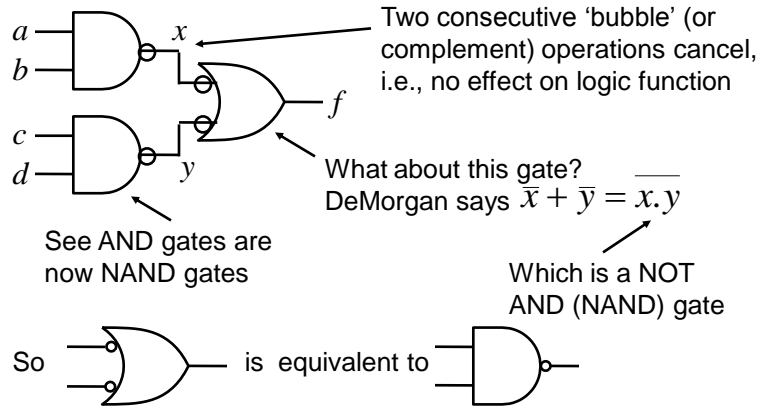 a
x
b
Two consecutive ‘bubble’ (or
complement) operations cancel,
i.e., no effect on logic function
f
c
d
y
What about this gate?
DeMorgan says x̅ + y̅ = x̅.̅y̅
See AND gates are
now NAND gates
Which is a NOT
AND (NAND) gate
So is equivalent to